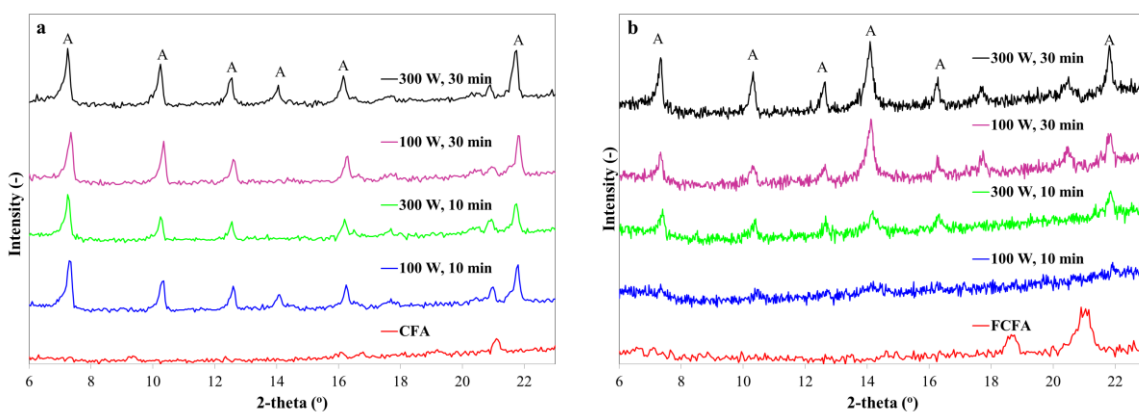 a
A
A
A
A
A
A
300 W, 30 min
100 W, 30 min
300 W, 10 min
100 W, 10 min
CFA
Intensity (-)
6 8 10 12 14 16 18 20 22
2-theta (o)
b
A
A
A
A
A
A
300 W, 30 min
100 W, 30 min
300 W, 10 min
100 W, 10 min
FCFA
Intensity (-)
6 8 10 12 14 16 18 20 22
2-theta (o)